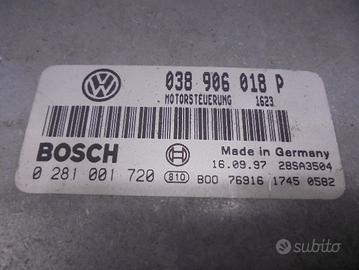 038 906 018 P
MOTORSTEUERUNG 1623
BOSCH
Made in Germany
16.09.97 28SA3504
0 281 001 720 810 B00 76916 1745 0582
subito